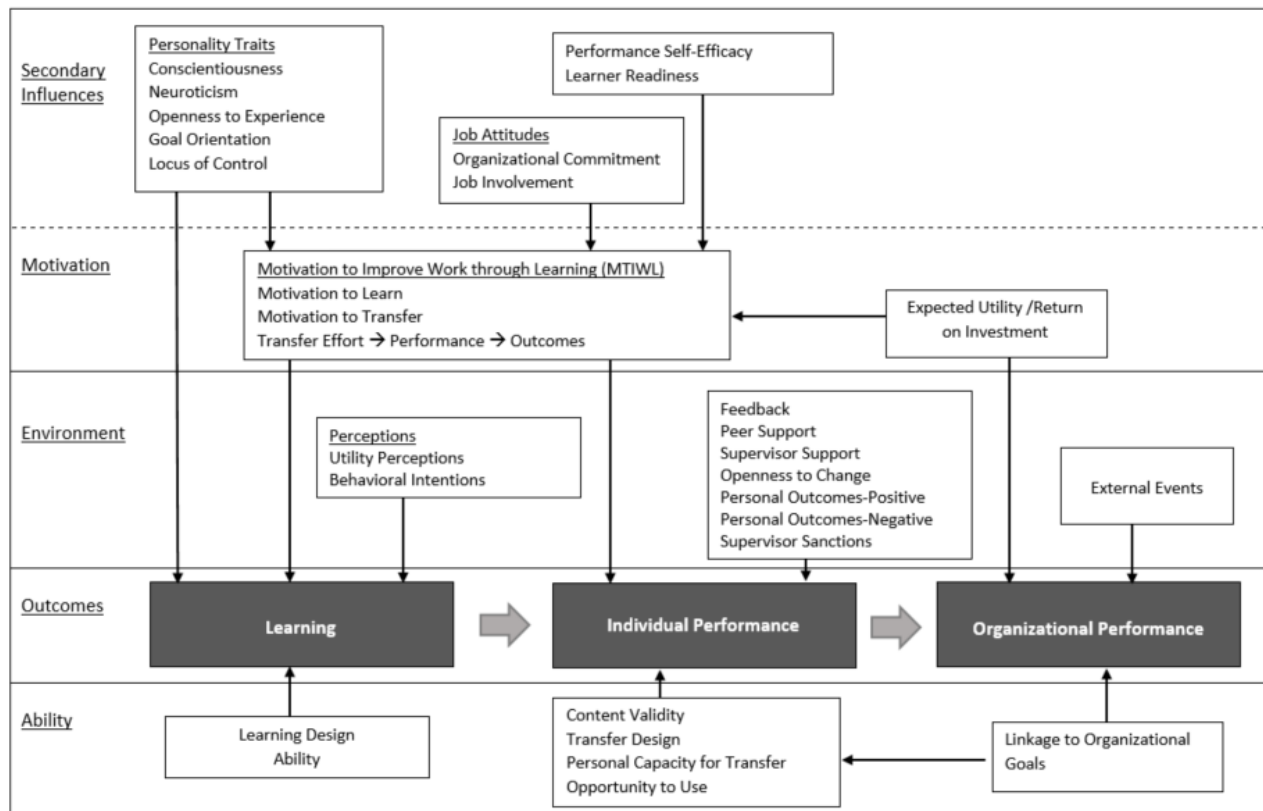 Secondary
Influences
Personality Traits
Conscientiousness
Neuroticism
Openness to Experience
Goal Orientation
Locus of Control
Performance Self-Efficacy
Learner Readiness
Job Attitudes
Organizational Commitment
Job Involvement
Motivation
Motivation to Improve Work through Learning (MTIWL)
Motivation to Learn
Motivation to Transfer
Transfer Effort → Performance → Outcomes
Expected Utility /Return
on Investment
Environment
Perceptions
Utility Perceptions
Behavioral Intentions
Feedback
Peer Support
Supervisor Support
Openness to Change
Personal Outcomes-Positive
Personal Outcomes-Negative
Supervisor Sanctions
External Events
Outcomes
Learning
Individual Performance
Organizational Performance
Ability
Learning Design
Ability
Content Validity
Transfer Design
Personal Capacity for Transfer
Opportunity to Use
Linkage to Organizational
Goals